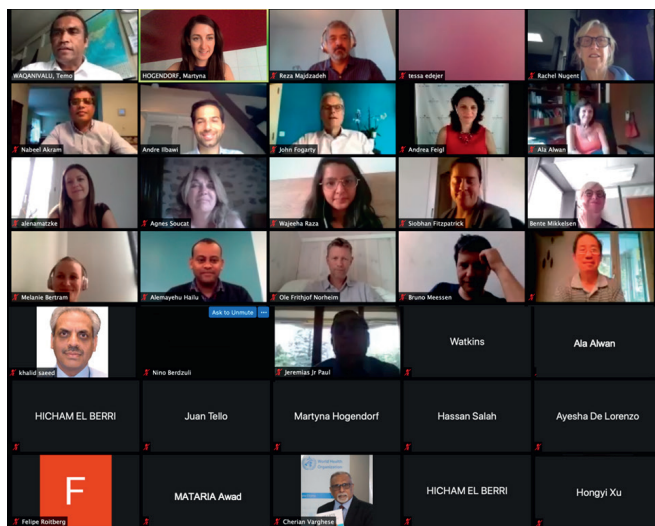 WAQANIVALU, Temo
HOGENDORF, Martyna
Reza Majdzadeh
tessa edejer
Rachel Nugent
Nabeel Akram
Andre Ilbawi
John Fogarty
Andrea Feigl
Ala Alwan
alenamatzke
Agnes Soucat
Wajeeha Raza
Siobhan Fitzpatrick
Bente Mikkelsen
Melanie Bertram
Alemayehu Hailu
Ole Frithjof Norheim
Bruno Meessen
Ask to Unmute
khalid saeed
Nino Berdzuli
Jeremias Jr Paul
Watkins
Ala Alwan
HICHAM EL BERRI
Juan Tello
Martyna Hogendorf
Hassan Salah
Ayesha De Lorenzo
F
Felipe Roitberg
MATARIA Awad
World Health
Organization
Cherian Varghese
HICHAM EL BERRI
Hongyi Xu